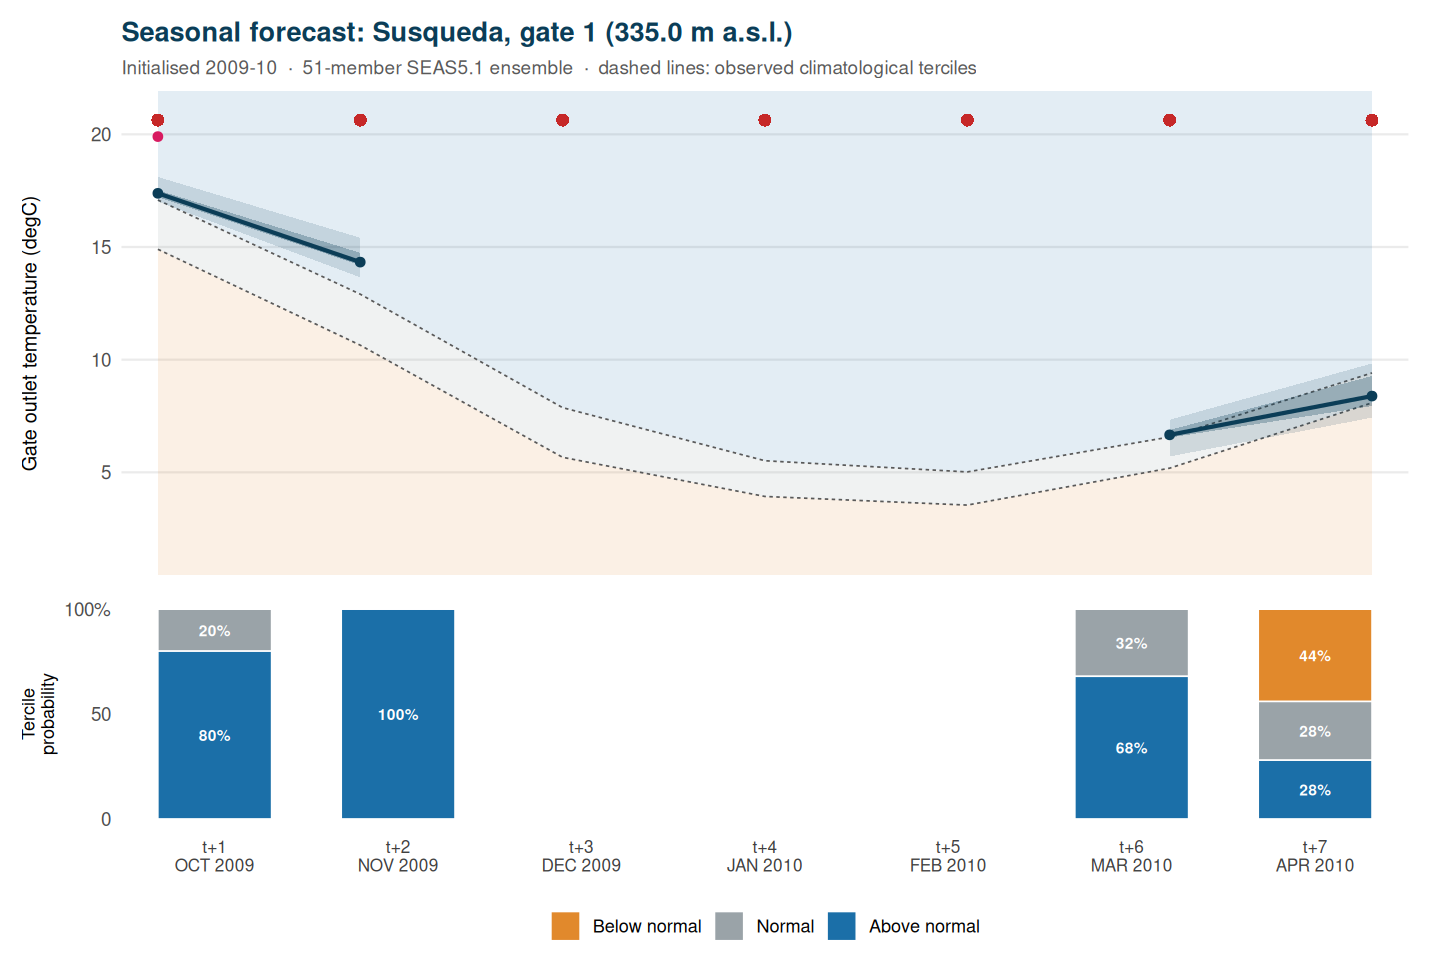 Seasonal forecast: Susqueda, gate 1 (335.0 m a.s.l.)
Initialised 2009-10 · 51-member SEAS5.1 ensemble · dashed lines: observed climatological terciles
Gate outlet temperature (degC)
20
15
10
5
Tercile
probability
100%
50
0
20%
80%
100%
32%
68%
44%
28%
28%
t+1
OCT 2009
t+2
NOV 2009
t+3
DEC 2009
t+4
JAN 2010
t+5
FEB 2010
t+6
MAR 2010
t+7
APR 2010
Below normal
Normal
Above normal